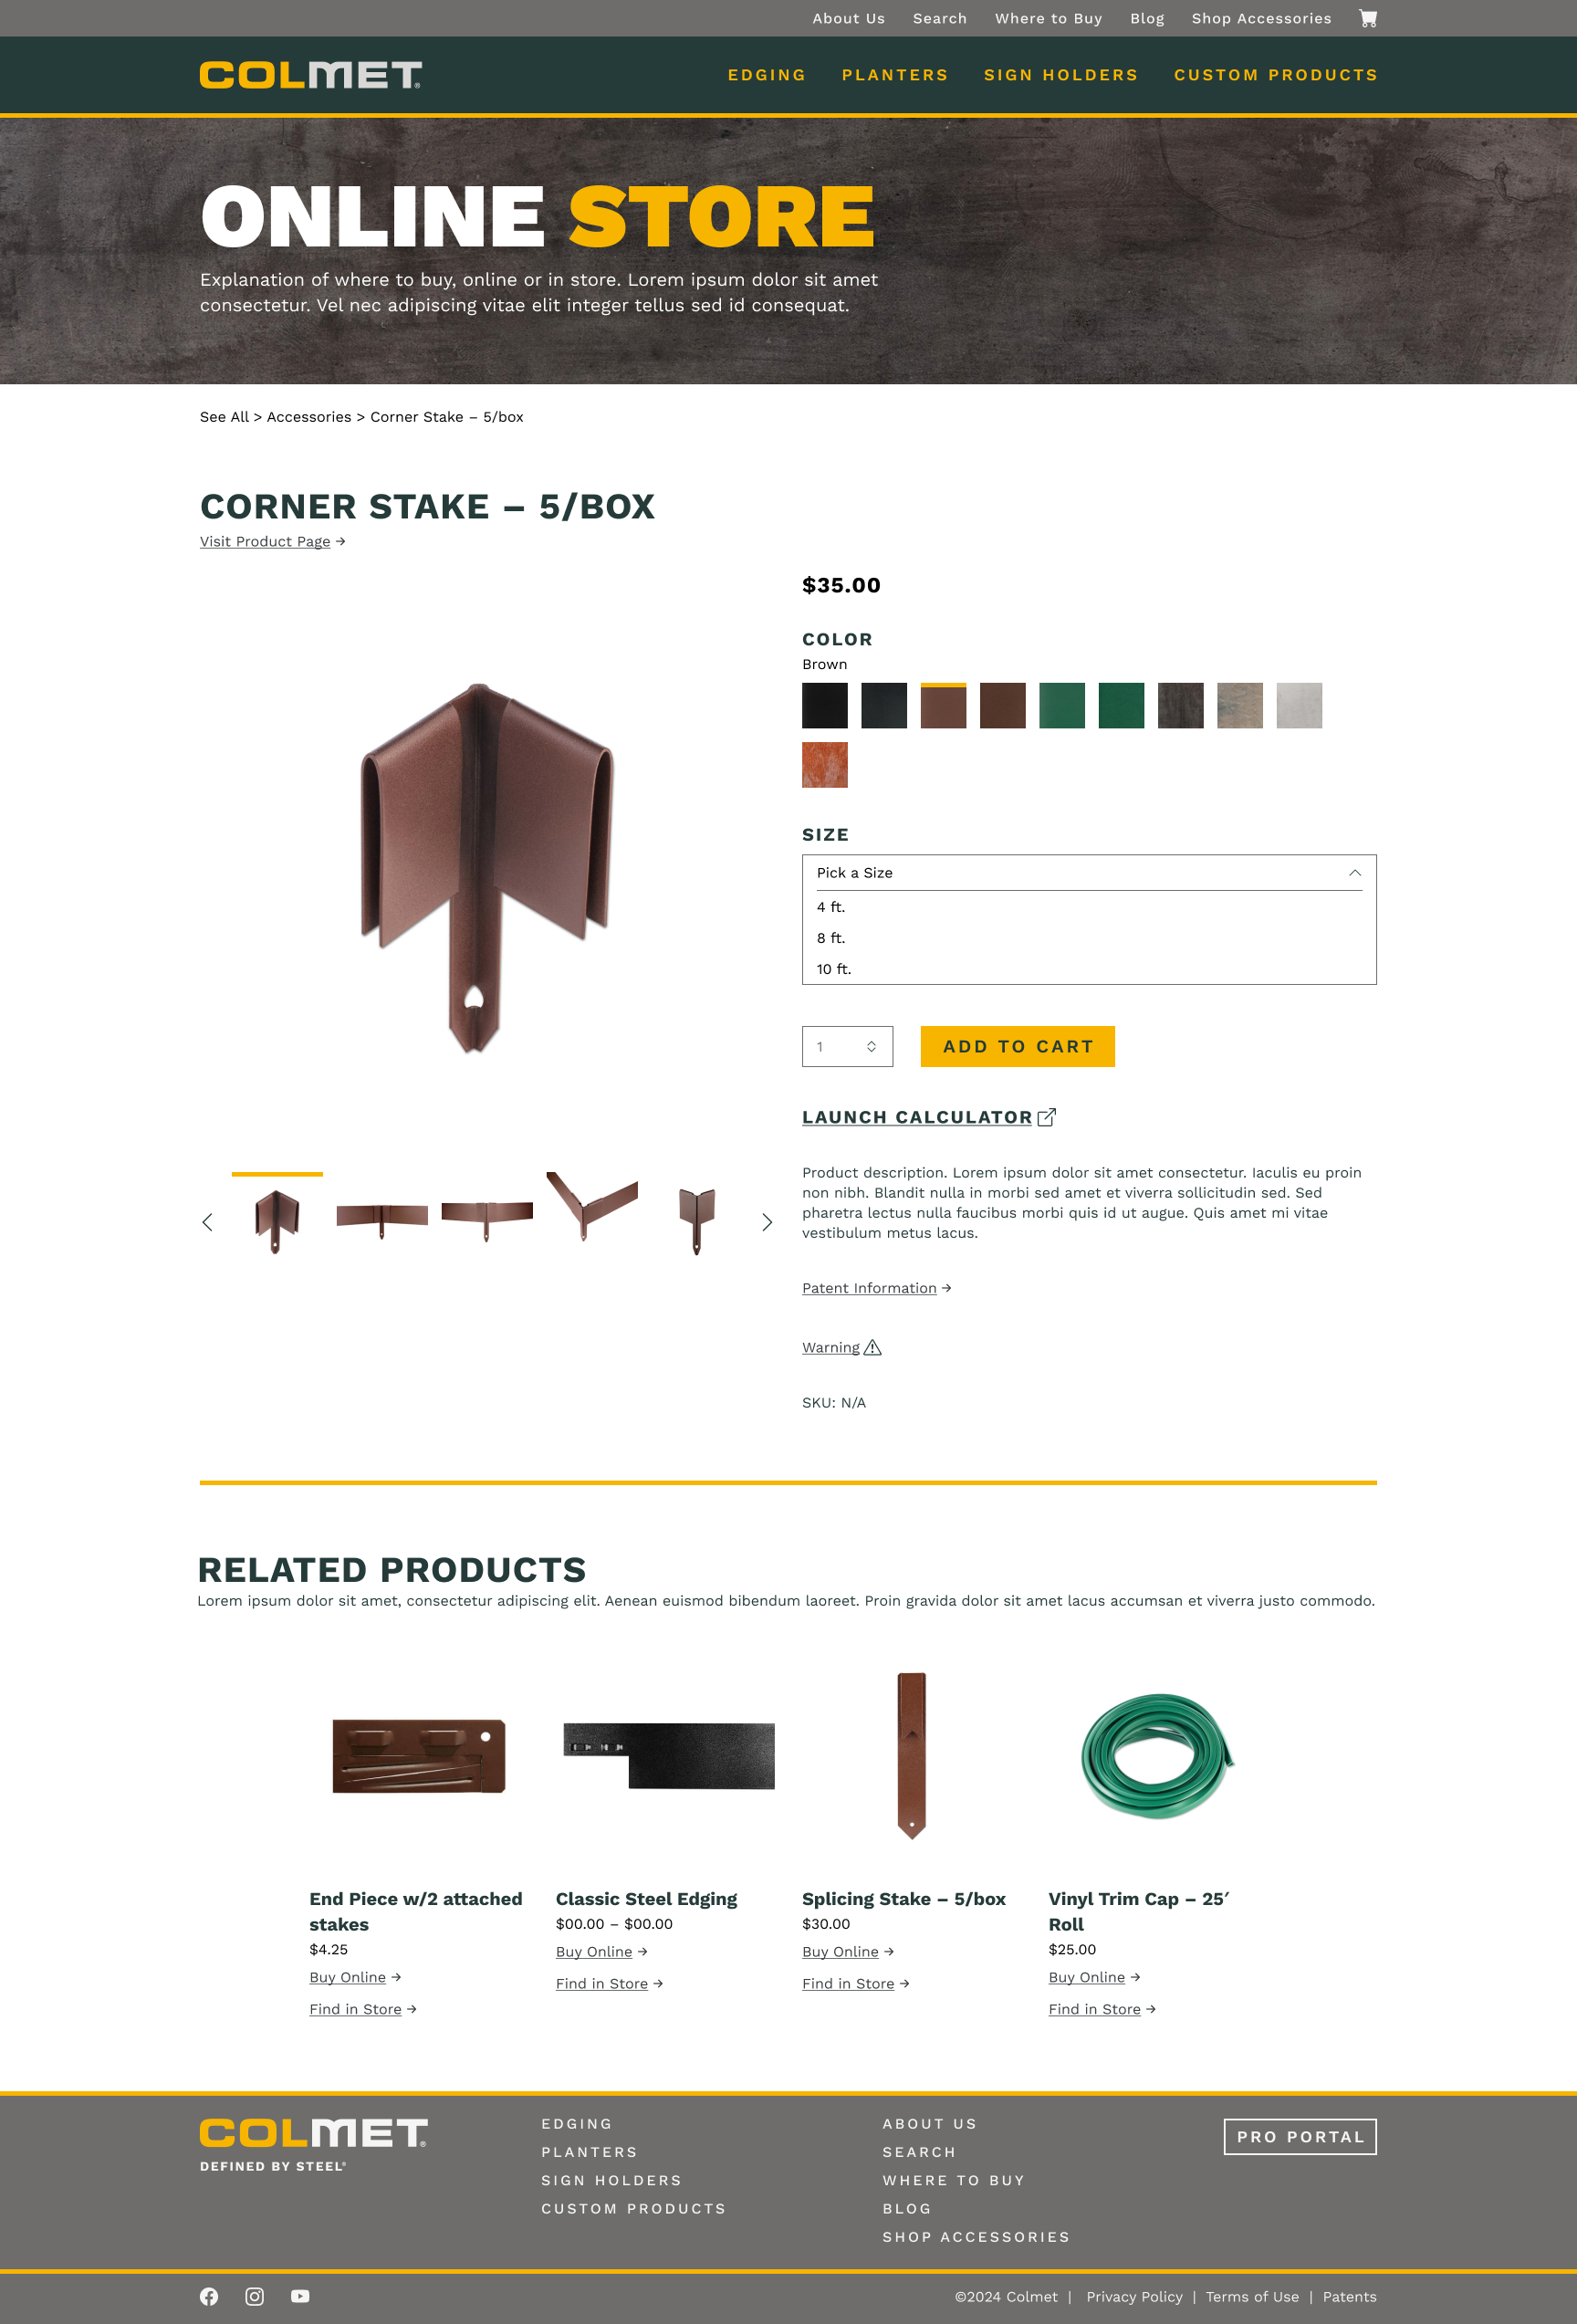 About Us Search Where to Buy Blog Shop Accessories
COLMET®
EDGING PLANTERS SIGN HOLDERS CUSTOM PRODUCTS
ONLINE STORE
Explanation of where to buy, online or in store. Lorem ipsum dolor sit amet
consectetur. Vel nec adipiscing vitae elit integer tellus sed id consequat.
See All > Accessories > Corner Stake – 5/box
CORNER STAKE – 5/BOX
Visit Product Page →
$35.00
COLOR
Brown
SIZE
Pick a Size
4 ft.
8 ft.
10 ft.
1
ADD TO CART
LAUNCH CALCULATOR
Product description. Lorem ipsum dolor sit amet consectetur. Iaculis eu proin
non nibh. Blandit nulla in morbi sed amet et viverra sollicitudin sed. Sed
pharetra lectus nulla faucibus morbi quis id ut augue. Quis amet mi vitae
vestibulum metus lacus.
Patent Information →
Warning
SKU: N/A
RELATED PRODUCTS
Lorem ipsum dolor sit amet, consectetur adipiscing elit. Aenean euismod bibendum laoreet. Proin gravida dolor sit amet lacus accumsan et viverra justo commodo.
End Piece w/2 attached
stakes
$4.25
Buy Online →
Find in Store →
Classic Steel Edging
$00.00 – $00.00
Buy Online →
Find in Store →
Splicing Stake – 5/box
$30.00
Buy Online →
Find in Store →
Vinyl Trim Cap – 25′
Roll
$25.00
Buy Online →
Find in Store →
COLMET®
DEFINED BY STEEL®
EDGING
PLANTERS
SIGN HOLDERS
CUSTOM PRODUCTS
ABOUT US
SEARCH
WHERE TO BUY
BLOG
SHOP ACCESSORIES
PRO PORTAL
©2024 Colmet | Privacy Policy | Terms of Use | Patents